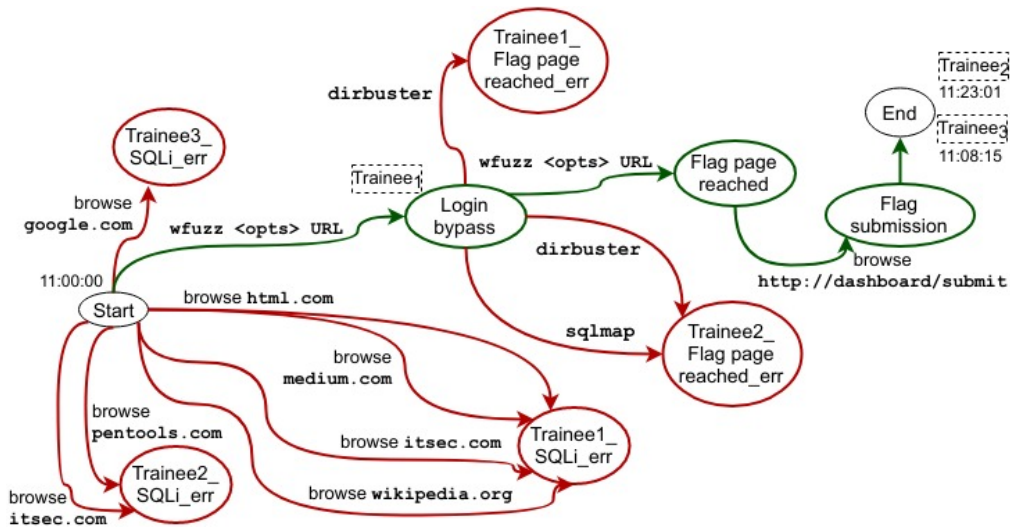 Trainee1_
Flag page
reached_err
dirbuster
Trainee2
11:23:01
End
Trainee3
11:08:15
Trainee3_
SQLi_err
browse
google.com
Trainee1
wfuzz <opts> URL
Flag page
reached
wfuzz <opts> URL
Login
bypass
Flag
submission
dirbuster
browse
http://dashboard/submit
11:00:00
Start
browse html.com
sqlmap
Trainee2_
Flag page
reached_err
browse
medium.com
browse
pentools.com
browse itsec.com
Trainee1_
SQLi_err
Trainee2_
SQLi_err
browse wikipedia.org
browse
itsec.com